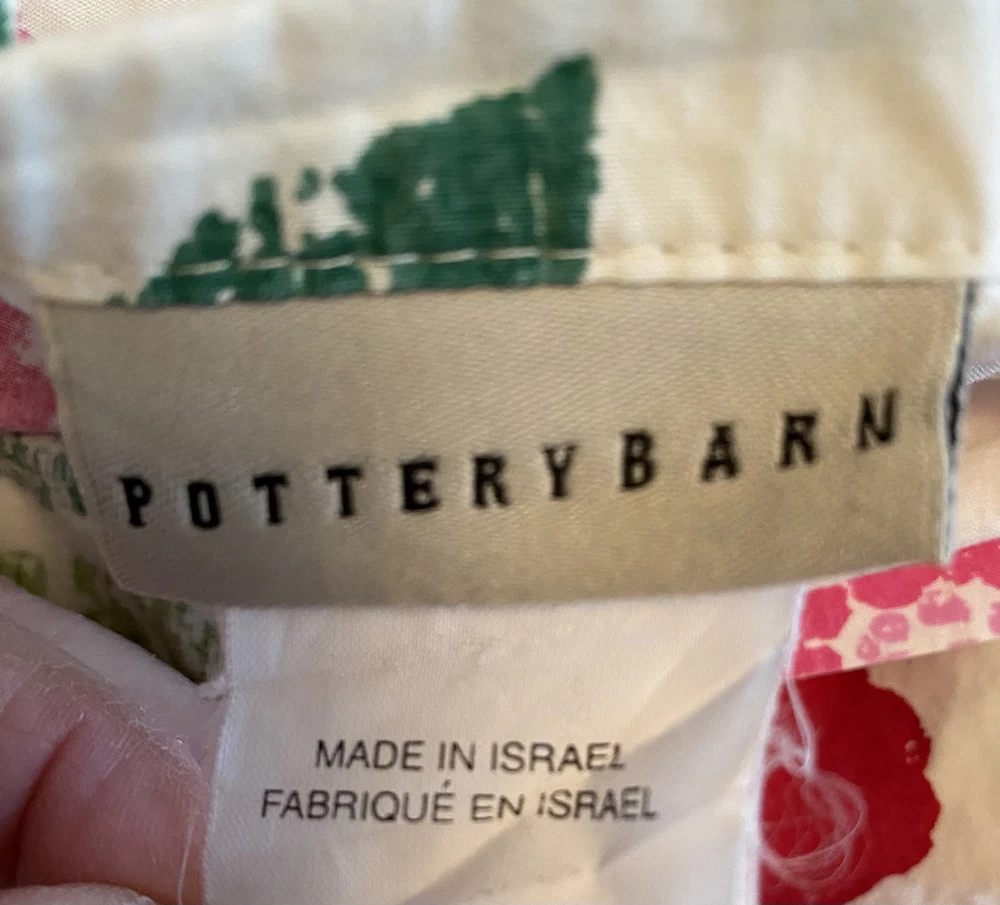 POTTERYBARN
MADE IN ISRAEL
FABRIQUÉ EN ISRAEL